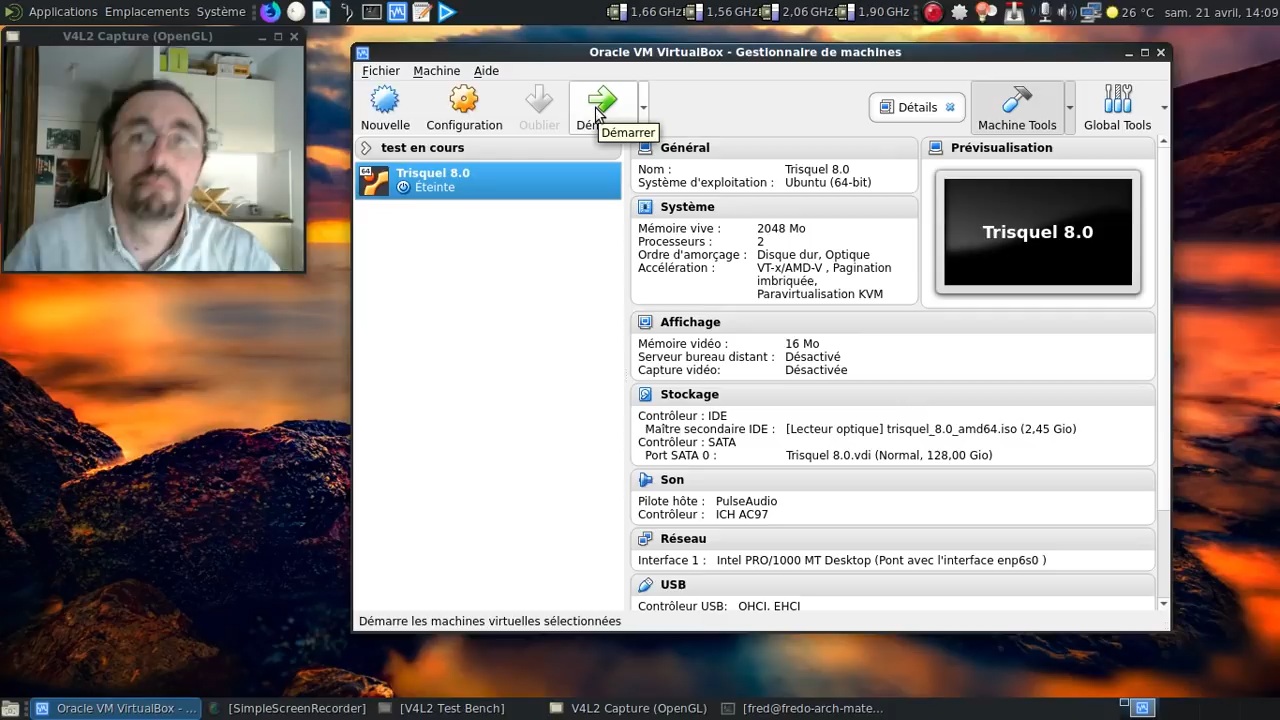 Applications Emplacements Système
1,66 GHz 1,56 GHz 2,06 GHz 1,90 GHz
26 °C sam. 21 avril, 14:09
V4L2 Capture (OpenGL)
Oracle VM VirtualBox - Gestionnaire de machines
Fichier Machine Aide
Nouvelle Configuration Oublier Machine Tools Global Tools
Détails
Démarrer
test en cours
Trisquel 8.0
Éteinte
Général
Nom : Trisquel 8.0
Système d'exploitation : Ubuntu (64-bit)
Système
Mémoire vive : 2048 Mo
Processeurs : 2
Ordre d'amorçage : Disque dur, Optique
Accélération : VT-x/AMD-V , Pagination
imbriquée,
Paravirtualisation KVM
Prévisualisation
Trisquel 8.0
Affichage
Mémoire vidéo : 16 Mo
Serveur bureau distant : Désactivé
Capture vidéo: Désactivée
Stockage
Contrôleur : IDE
Maître secondaire IDE : [Lecteur optique] trisquel_8.0_amd64.iso (2,45 Gio)
Contrôleur : SATA
Port SATA 0 : Trisquel 8.0.vdi (Normal, 128,00 Gio)
Son
Pilote hôte : PulseAudio
Contrôleur : ICH AC97
Réseau
Interface 1 : Intel PRO/1000 MT Desktop (Pont avec l'interface enp6s0 )
USB
Contrôleur USB: OHCI, EHCI
Démarre les machines virtuelles sélectionnées
Oracle VM VirtualBox - ... [SimpleScreenRecorder] [V4L2 Test Bench] V4L2 Capture (OpenGL) [fred@fredo-arch-mate...